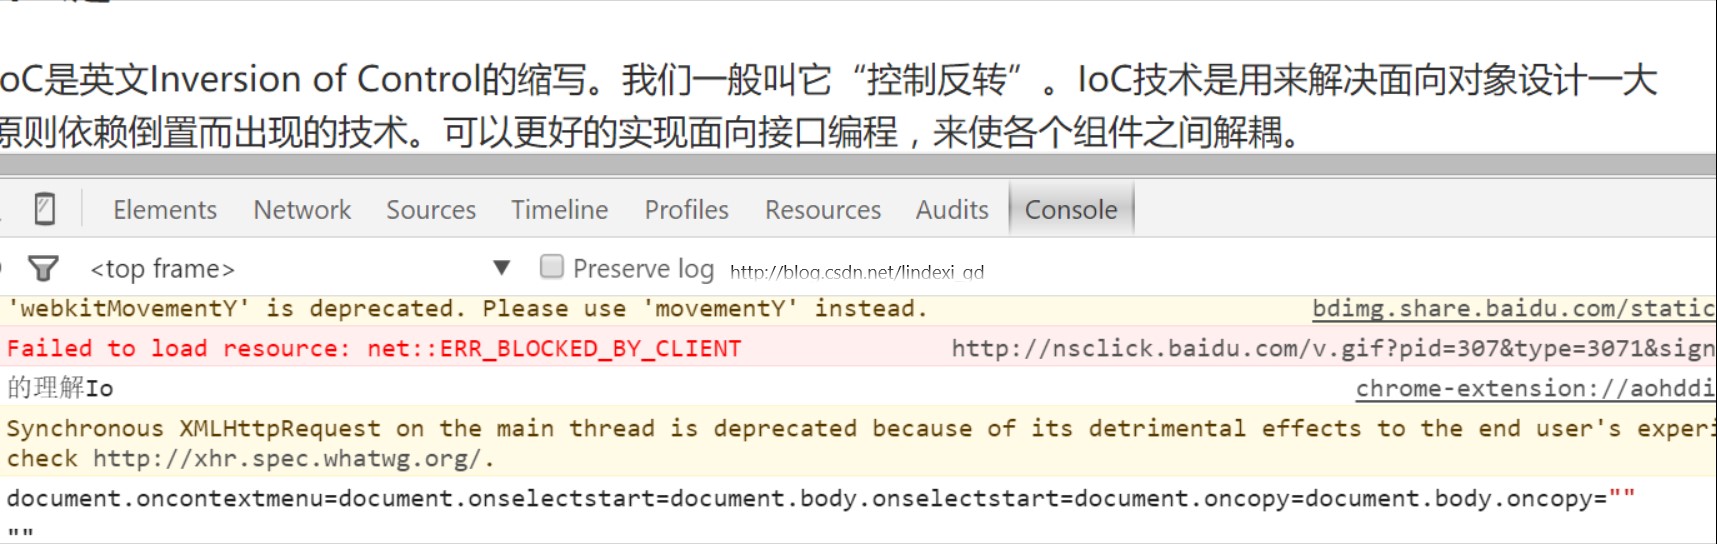 oC是英文Inversion of Control的缩写。我们一般叫它“控制反转”。IoC技术是用来解决面向对象设计一大
原则依赖倒置而出现的技术。可以更好的实现面向接口编程，来使各个组件之间解耦。
Elements Network Sources Timeline Profiles Resources Audits Console
<top frame> ▼ Preserve log http://blog.csdn.net/lindexi_gd
'webkitMovementY' is deprecated. Please use 'movementY' instead. bdimg.share.baidu.com/static
Failed to load resource: net::ERR_BLOCKED_BY_CLIENT http://nsclick.baidu.com/v.gif?pid=307&type=3071&sign
的理解Io chrome-extension://aohddi
Synchronous XMLHttpRequest on the main thread is deprecated because of its detrimental effects to the end user's experi
check http://xhr.spec.whatwg.org/.
document.oncontextmenu=document.onselectstart=document.body.onselectstart=document.oncopy=document.body.oncopy=""
""